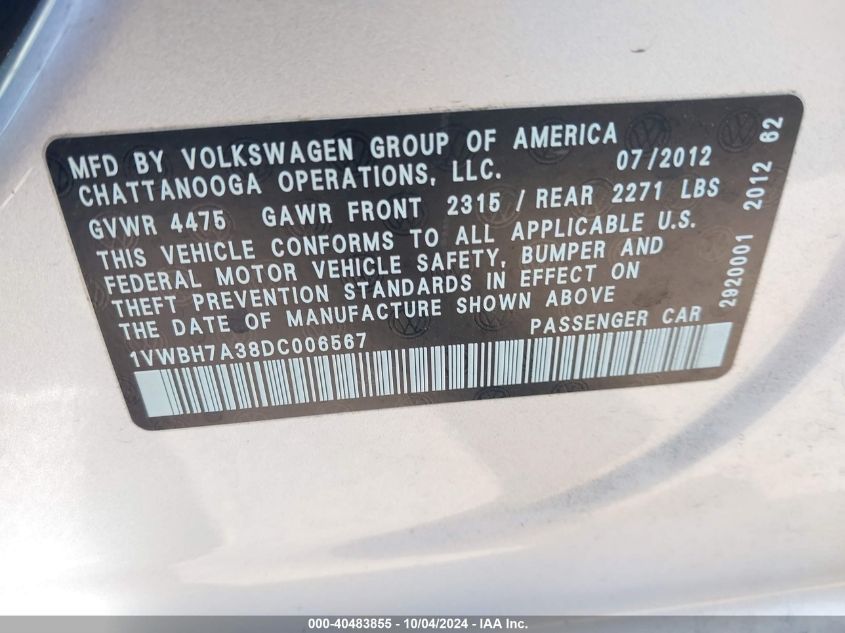 MFD BY VOLKSWAGEN GROUP OF AMERICA
CHATTANOOGA OPERATIONS, LLC. 07/2012
GVWR 4475 GAWR FRONT 2315 / REAR 2271 LBS
THIS VEHICLE CONFORMS TO ALL APPLICABLE U.S.
FEDERAL MOTOR VEHICLE SAFETY, BUMPER AND
THEFT PREVENTION STANDARDS IN EFFECT ON
THE DATE OF MANUFACTURE SHOWN ABOVE
1VWBH7A38DC006567 PASSENGER CAR
2920001 2012 62
000-40483855 - 10/04/2024 - IAA Inc.